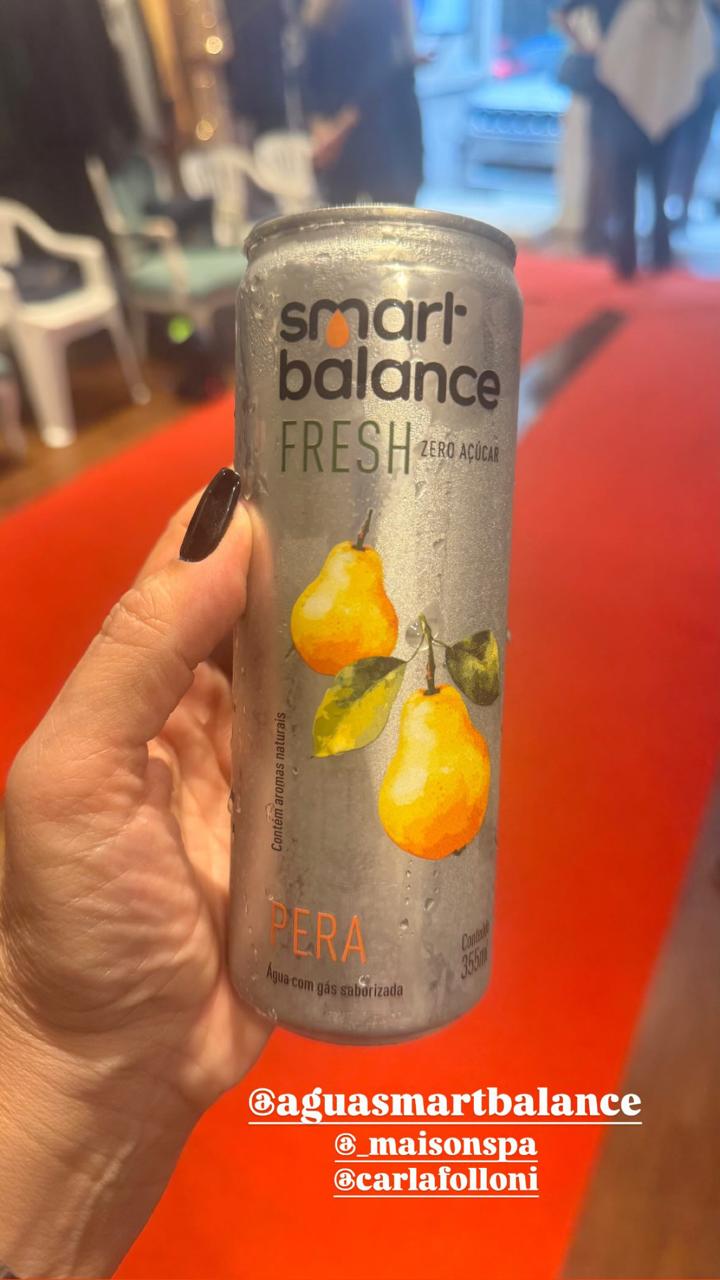 smart
balance
FRESH ZERO AÇÚCAR
Contém aromas naturais
PERA
Água com gás saborizada
Conteúdo
355ml
@aguasmartbalance
@_maisonspa
@carlafolloni